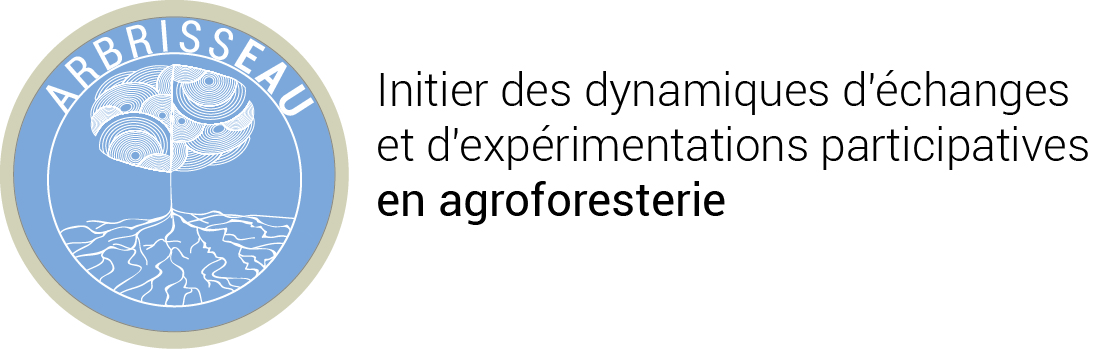 ARBRISSEAU
Initier des dynamiques d'échanges
et d'expérimentations participatives
en agroforesterie